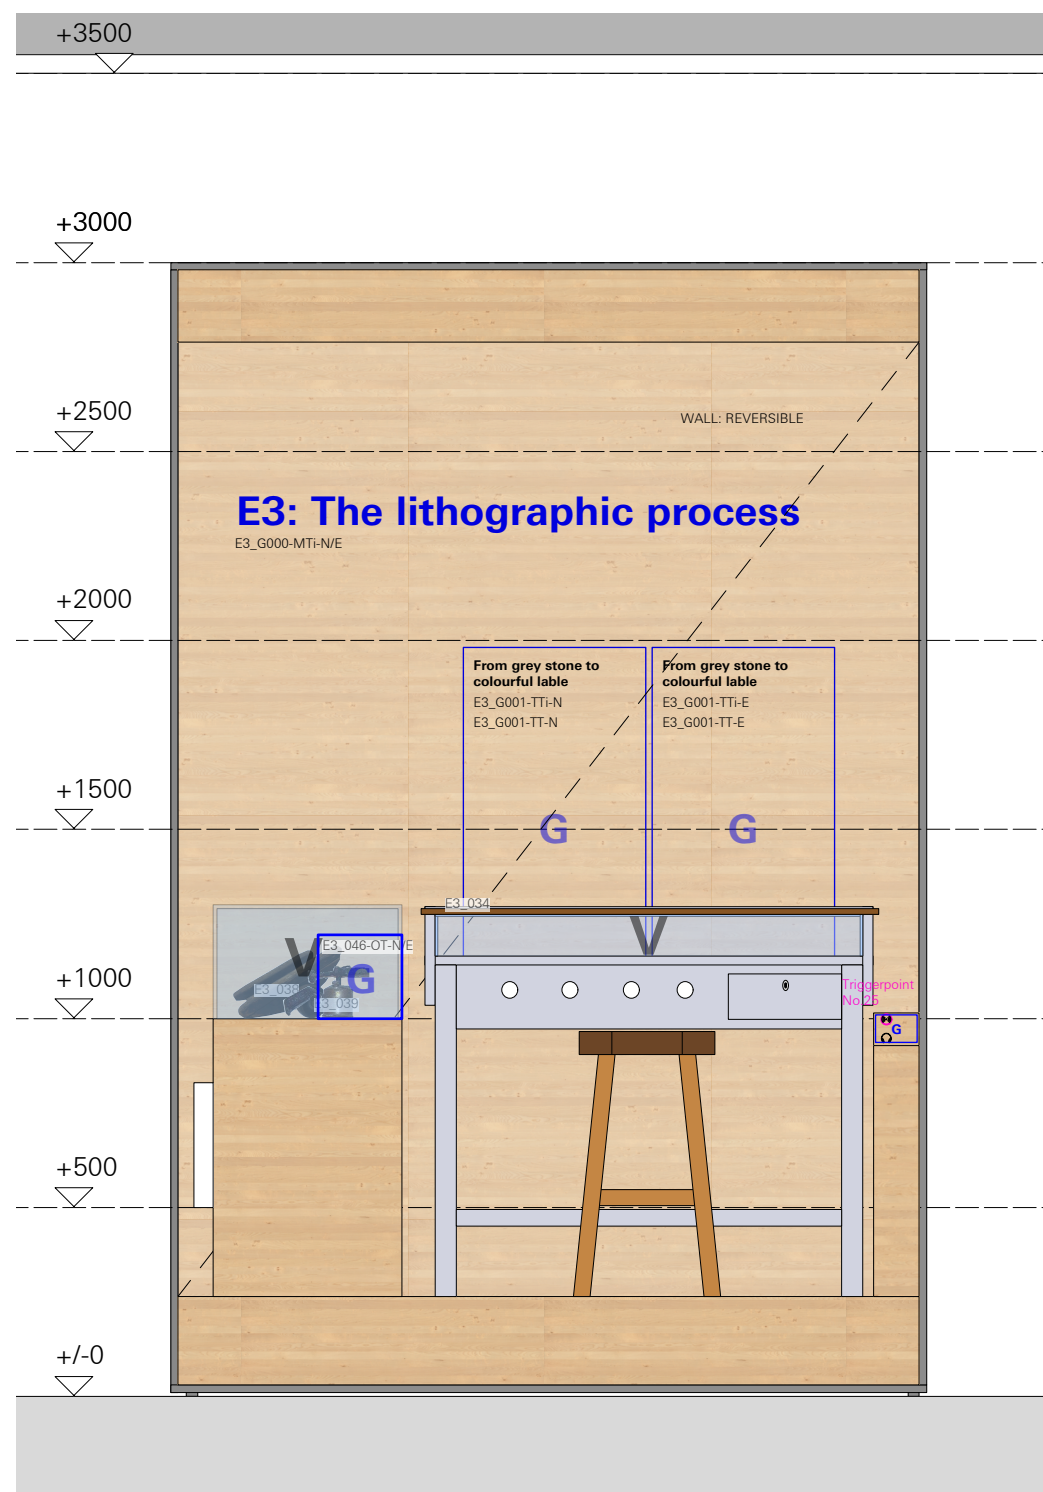 +3500
+3000
+2500
WALL: REVERSIBLE
E3: The lithographic process
E3_G000-MTi-N/E
+2000
From grey stone to
colourful lable
E3_G001-TTi-N
E3_G001-TT-N
From grey stone to
colourful lable
E3_G001-TTi-E
E3_G001-TT-E
+1500
G
G
E3_034
V
V
E3_046-OT-N/E
G
E3_038
E3_039
+1000
Triggerpoint
No.25
G
+500
+/-0